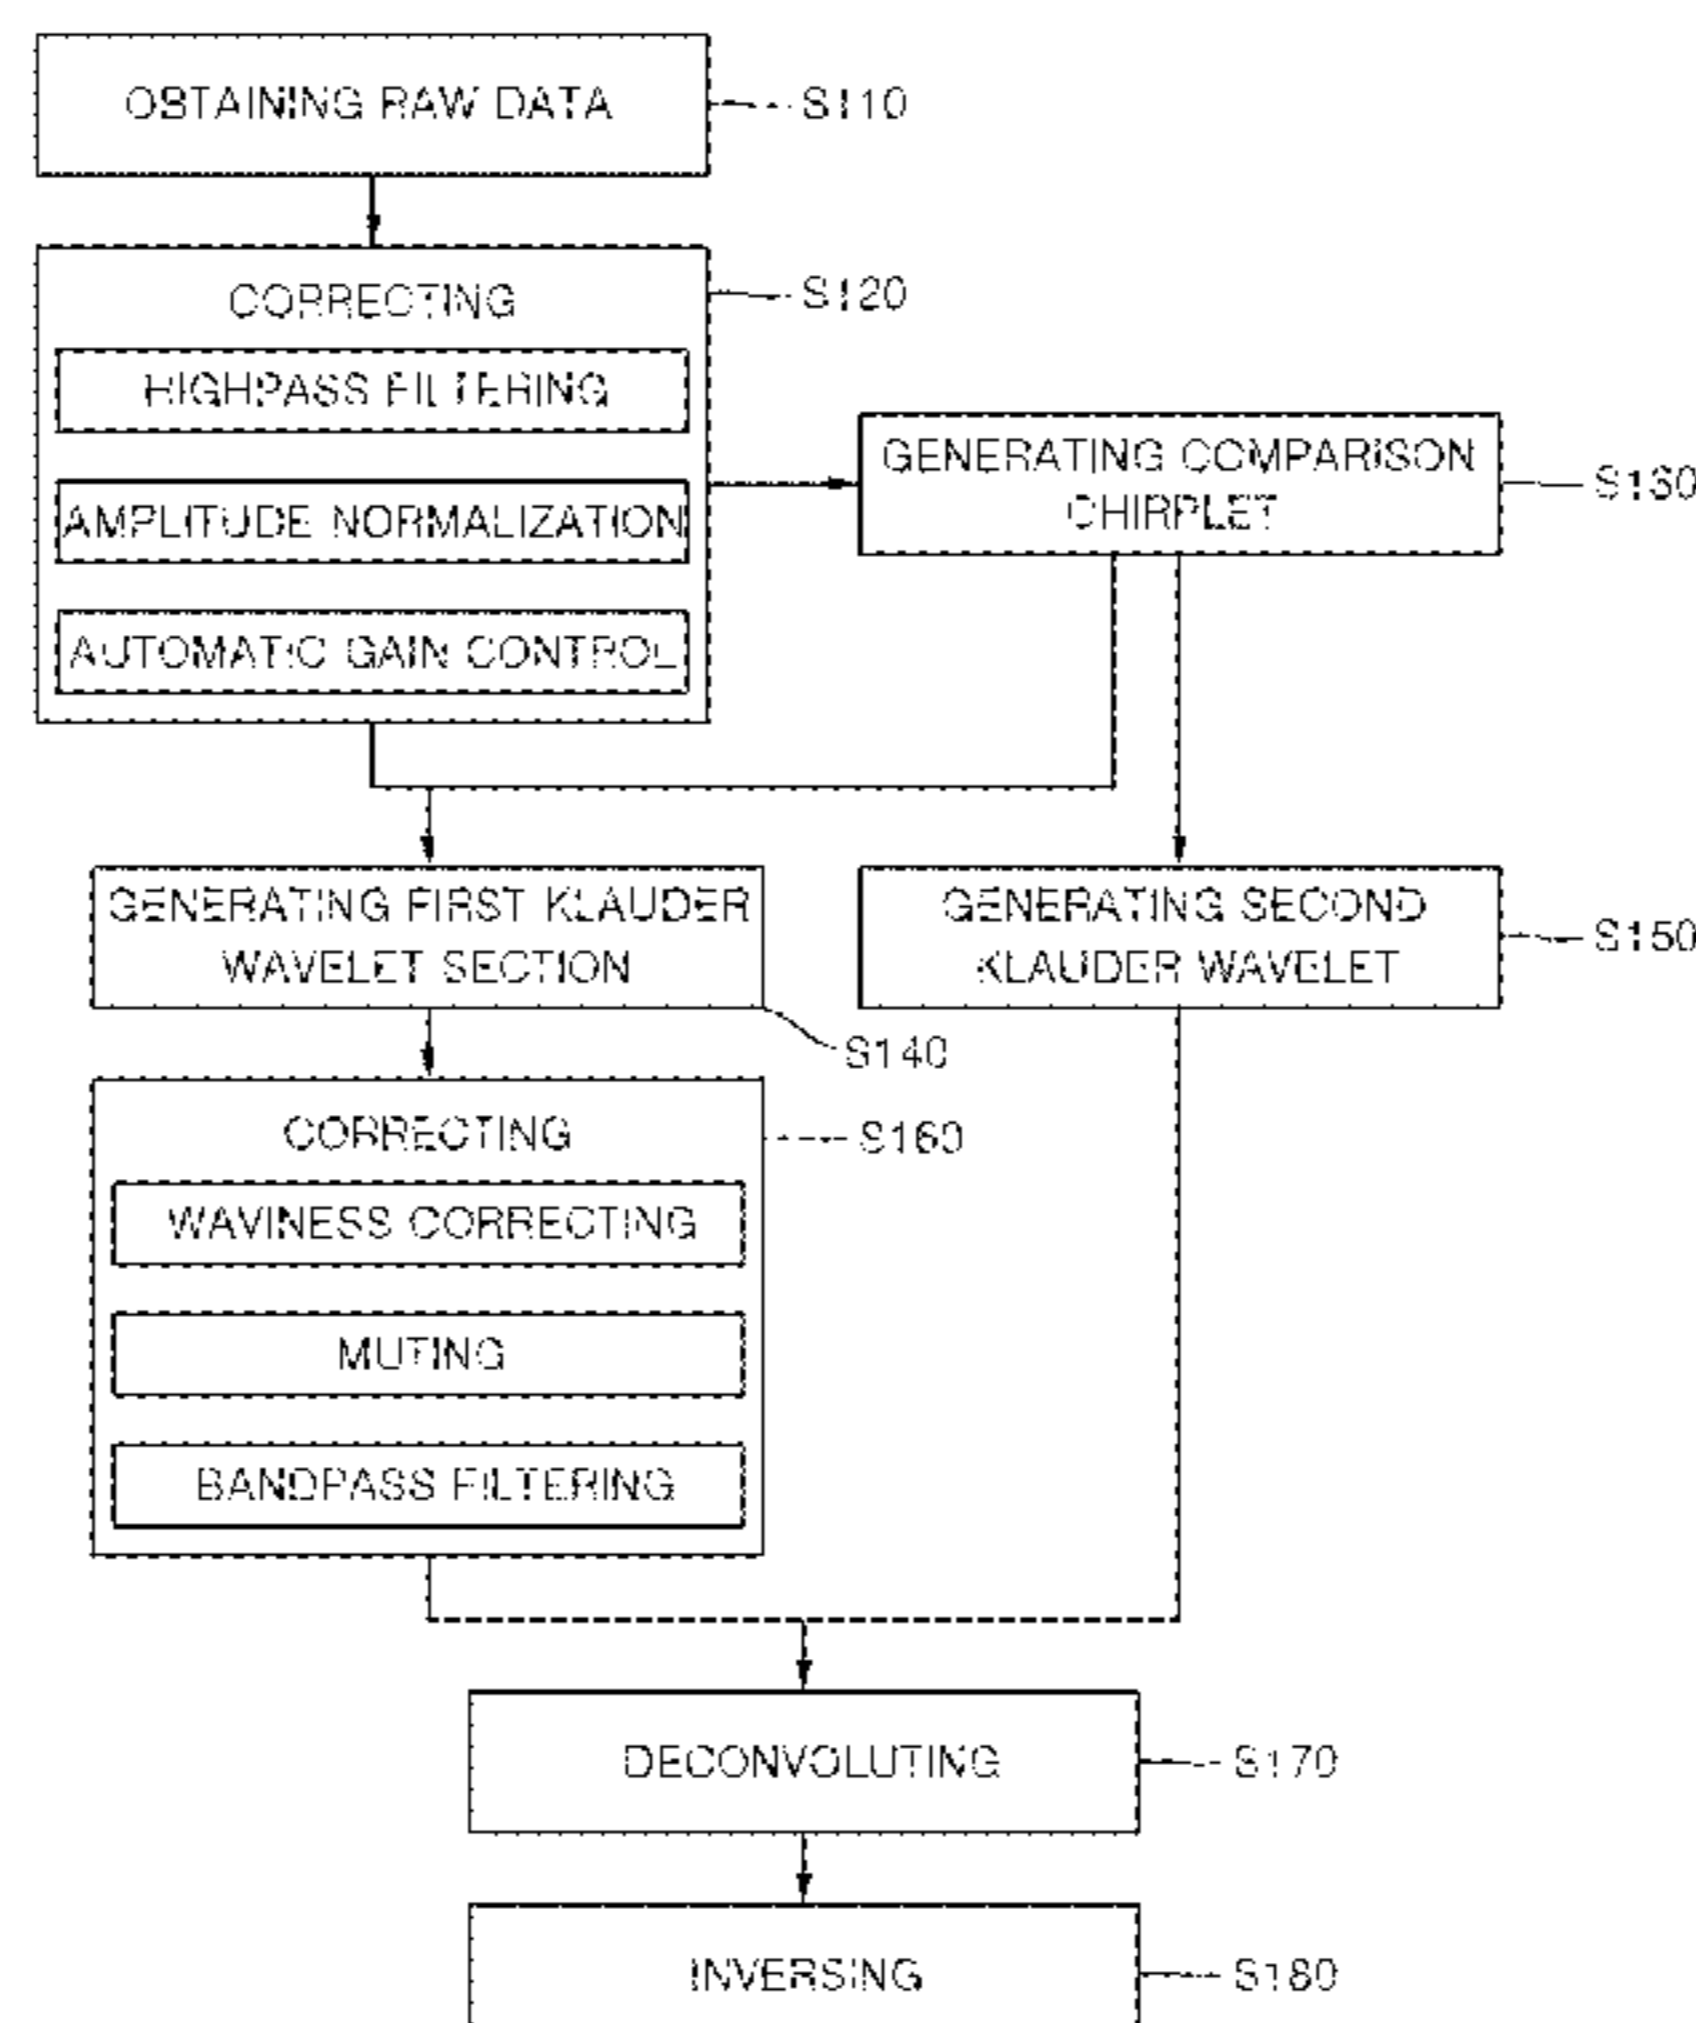 OBTAINING RAW DATA
S110
CORRECTING
S120
HIGHPASS FILTERING
AMPLITUDE NORMALIZATION
AUTOMATIC GAIN CONTROL
GENERATING COMPARISON
CHIRPLET
S130
GENERATING FIRST KLAUDER
WAVELET SECTION
S140
GENERATING SECOND
KLAUDER WAVELET
S150
CORRECTING
S160
WAVINESS CORRECTING
MUTING
BANDPASS FILTERING
DECONVOLUTING
S170
INVERSING
S180